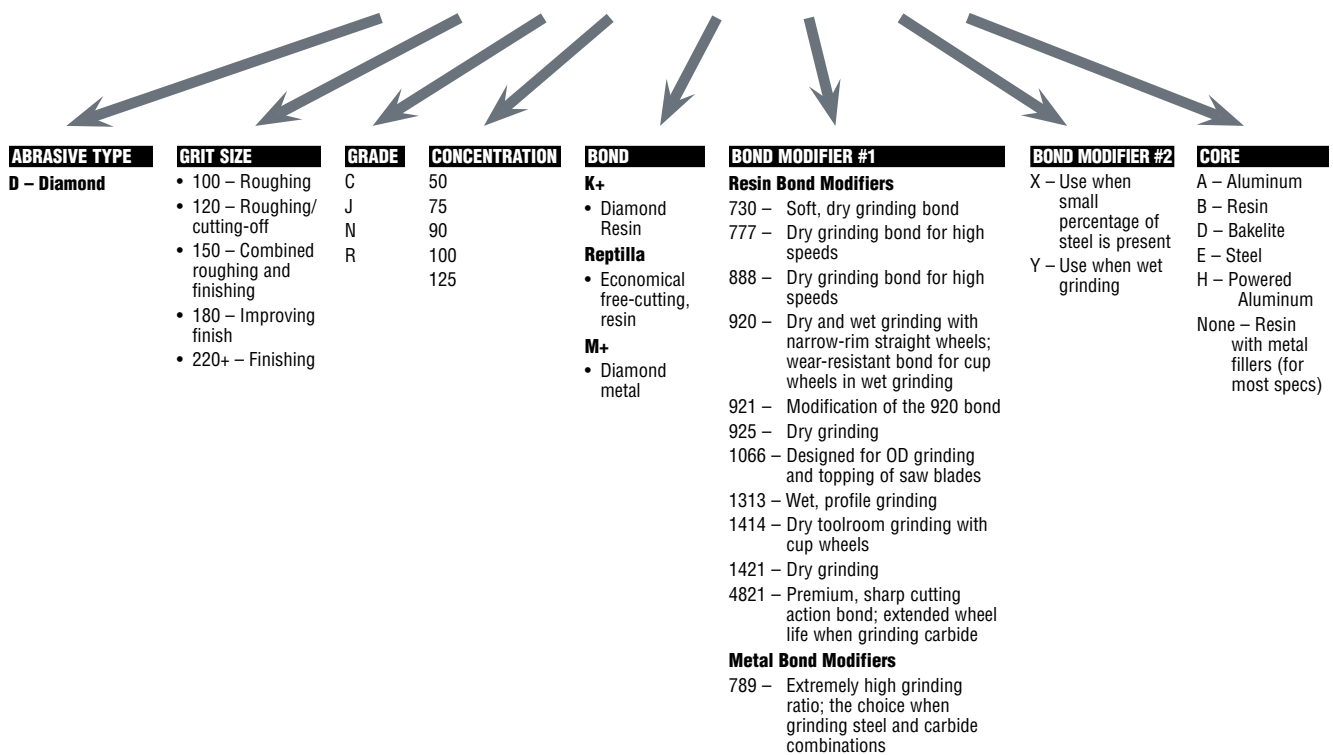 ABRASIVE TYPE
D – Diamond
GRIT SIZE
• 100 – Roughing
• 120 – Roughing/
cutting-off
• 150 – Combined
roughing and
finishing
• 180 – Improving
finish
• 220+ – Finishing
GRADE
C
J
N
R
CONCENTRATION
50
75
90
100
125
BOND
K+
• Diamond
Resin
Reptilla
• Economical
free-cutting,
resin
M+
• Diamond
metal
BOND MODIFIER #1
Resin Bond Modifiers
730 – Soft, dry grinding bond
777 – Dry grinding bond for high
speeds
888 – Dry grinding bond for high
speeds
920 – Dry and wet grinding with
narrow-rim straight wheels;
wear-resistant bond for cup
wheels in wet grinding
921 – Modification of the 920 bond
925 – Dry grinding
1066 – Designed for OD grinding
and topping of saw blades
1313 – Wet, profile grinding
1414 – Dry toolroom grinding with
cup wheels
1421 – Dry grinding
4821 – Premium, sharp cutting
action bond; extended wheel
life when grinding carbide
Metal Bond Modifiers
789 – Extremely high grinding
ratio; the choice when
grinding steel and carbide
combinations
BOND MODIFIER #2
X – Use when
small
percentage of
steel is present
Y – Use when wet
grinding
CORE
A – Aluminum
B – Resin
D – Bakelite
E – Steel
H – Powered
Aluminum
None – Resin
with metal
fillers (for
most specs)